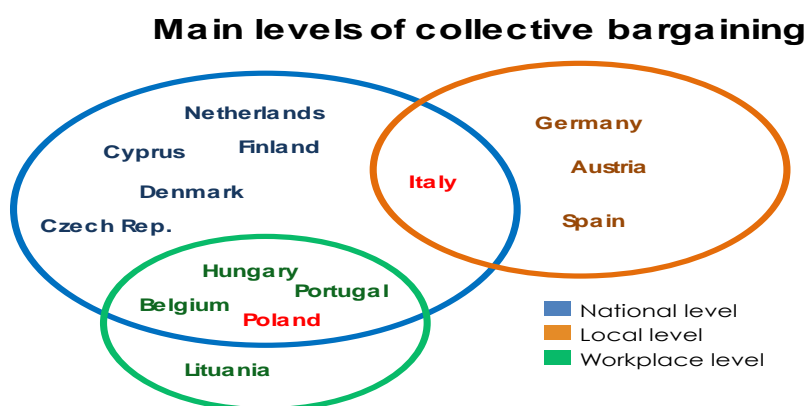 Main levels of collective bargaining
Netherlands
Germany
Cyprus
Finland
Austria
Italy
Denmark
Spain
Czech Rep.
Hungary
Portugal
Belgium
Poland
National level
Local level
Workplace level
Lituania